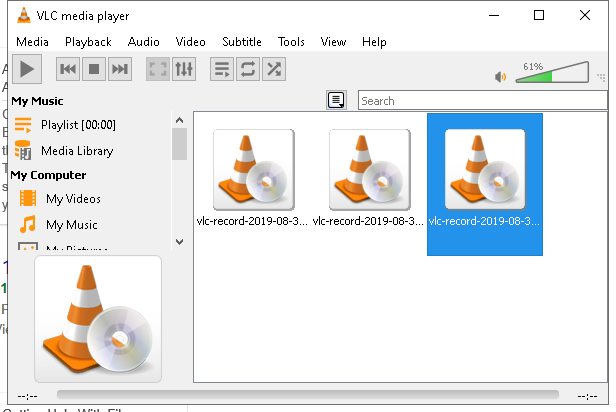 VLC media player
Media Playback Audio Video Subtitle Tools View Help
61%
My Music
Search
Playlist [00:00]
Media Library
My Computer
My Videos
My Music
My Pictures
vlc-record-2019-08-3... vlc-record-2019-08-3... vlc-record-2019-08-3...
--:-- --:--